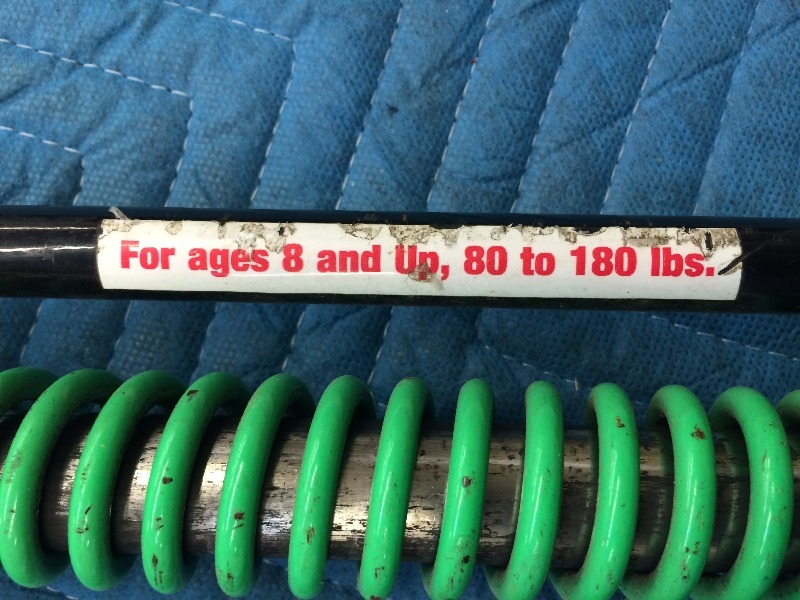 For ages 8 and Up, 80 to 180 lbs.